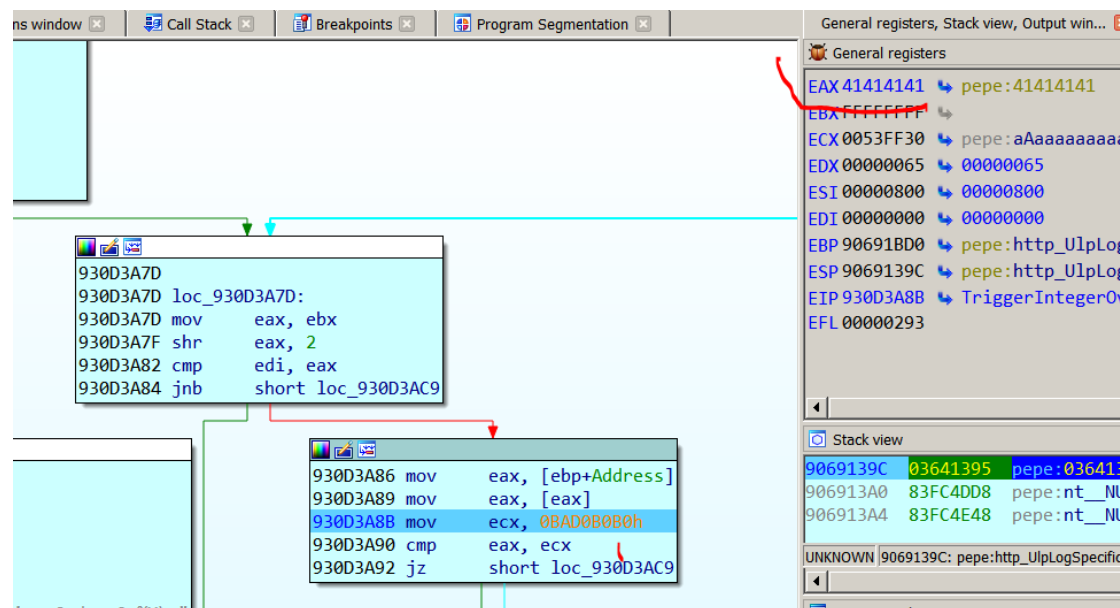 ns window Call Stack Breakpoints Program Segmentation General registers, Stack view, Output win...
General registers
EAX 41414141 pepe:41414141
EBX FFFFFFFF
ECX 0053FF30 pepe:aAaaaaaaaa
EDX 00000065 00000065
ESI 00000800 00000800
EDI 00000000 00000000
EBP 90691BD0 pepe:http_UlpLog
ESP 9069139C pepe:http_UlpLog
EIP 930D3A8B TriggerIntegerOv
EFL 00000293
930D3A7D
930D3A7D loc_930D3A7D:
930D3A7D mov eax, ebx
930D3A7F shr eax, 2
930D3A82 cmp edi, eax
930D3A84 jnb short loc_930D3AC9
930D3A86 mov eax, [ebp+Address]
930D3A89 mov eax, [eax]
930D3A8B mov ecx, 0BAD0B0B0h
930D3A90 cmp eax, ecx
930D3A92 jz short loc_930D3AC9
Stack view
9069139C 03641395 pepe:036413
906913A0 83FC4DD8 pepe:nt__NU
906913A4 83FC4E48 pepe:nt__NU
UNKNOWN 9069139C: pepe:http_UlpLogSpecific